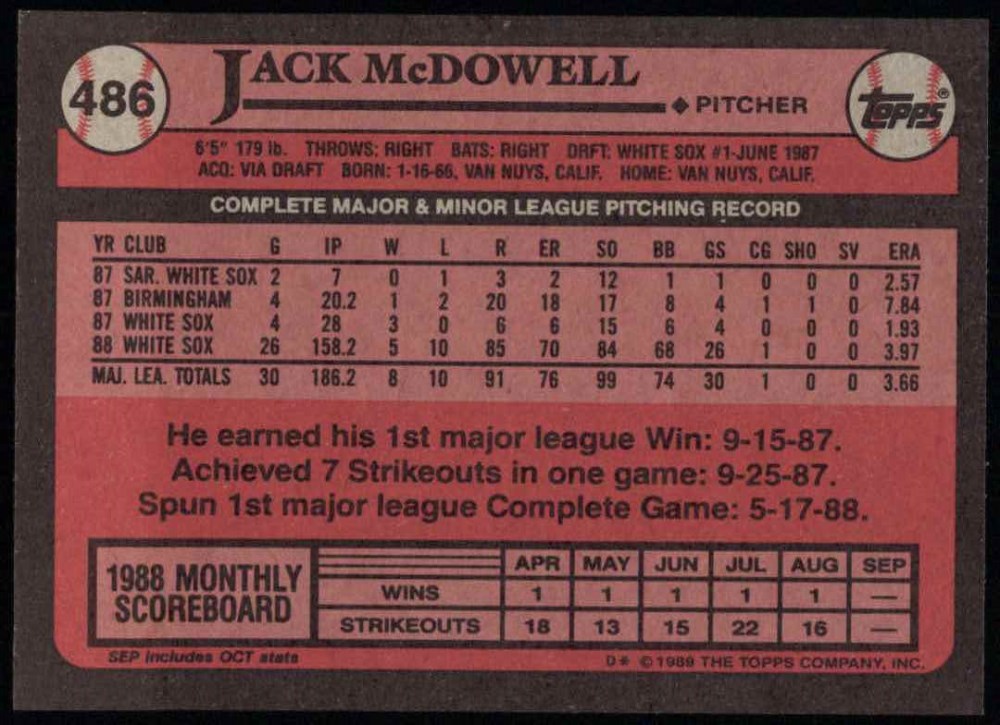 486
JACK McDOWELL
◆ PITCHER
TOPPS®
6'5" 179 lb. THROWS: RIGHT BATS: RIGHT DRFT: WHITE SOX #1-JUNE 1987
ACQ: VIA DRAFT BORN: 1-16-66, VAN NUYS, CALIF. HOME: VAN NUYS, CALIF.
COMPLETE MAJOR & MINOR LEAGUE PITCHING RECORD
YR CLUB G IP W L R ER SO BB GS CG SHO SV ERA
87 SAR. WHITE SOX 2 7 0 1 3 2 12 1 1 0 0 0 2.57
87 BIRMINGHAM 4 20.2 1 2 20 18 17 8 4 1 1 0 7.84
87 WHITE SOX 4 28 3 0 6 6 15 6 4 0 0 0 1.93
88 WHITE SOX 26 158.2 5 10 85 70 84 68 26 1 0 0 3.97
MAJ. LEA. TOTALS 30 186.2 8 10 91 76 99 74 30 1 0 0 3.66
He earned his 1st major league Win: 9-15-87.
Achieved 7 Strikeouts in one game: 9-25-87.
Spun 1st major league Complete Game: 5-17-88.
1988 MONTHLY
SCOREBOARD
APR MAY JUN JUL AUG SEP
WINS 1 1 1 1 1 —
STRIKEOUTS 18 13 15 22 16 —
SEP includes OCT stats
D* ©1989 THE TOPPS COMPANY, INC.